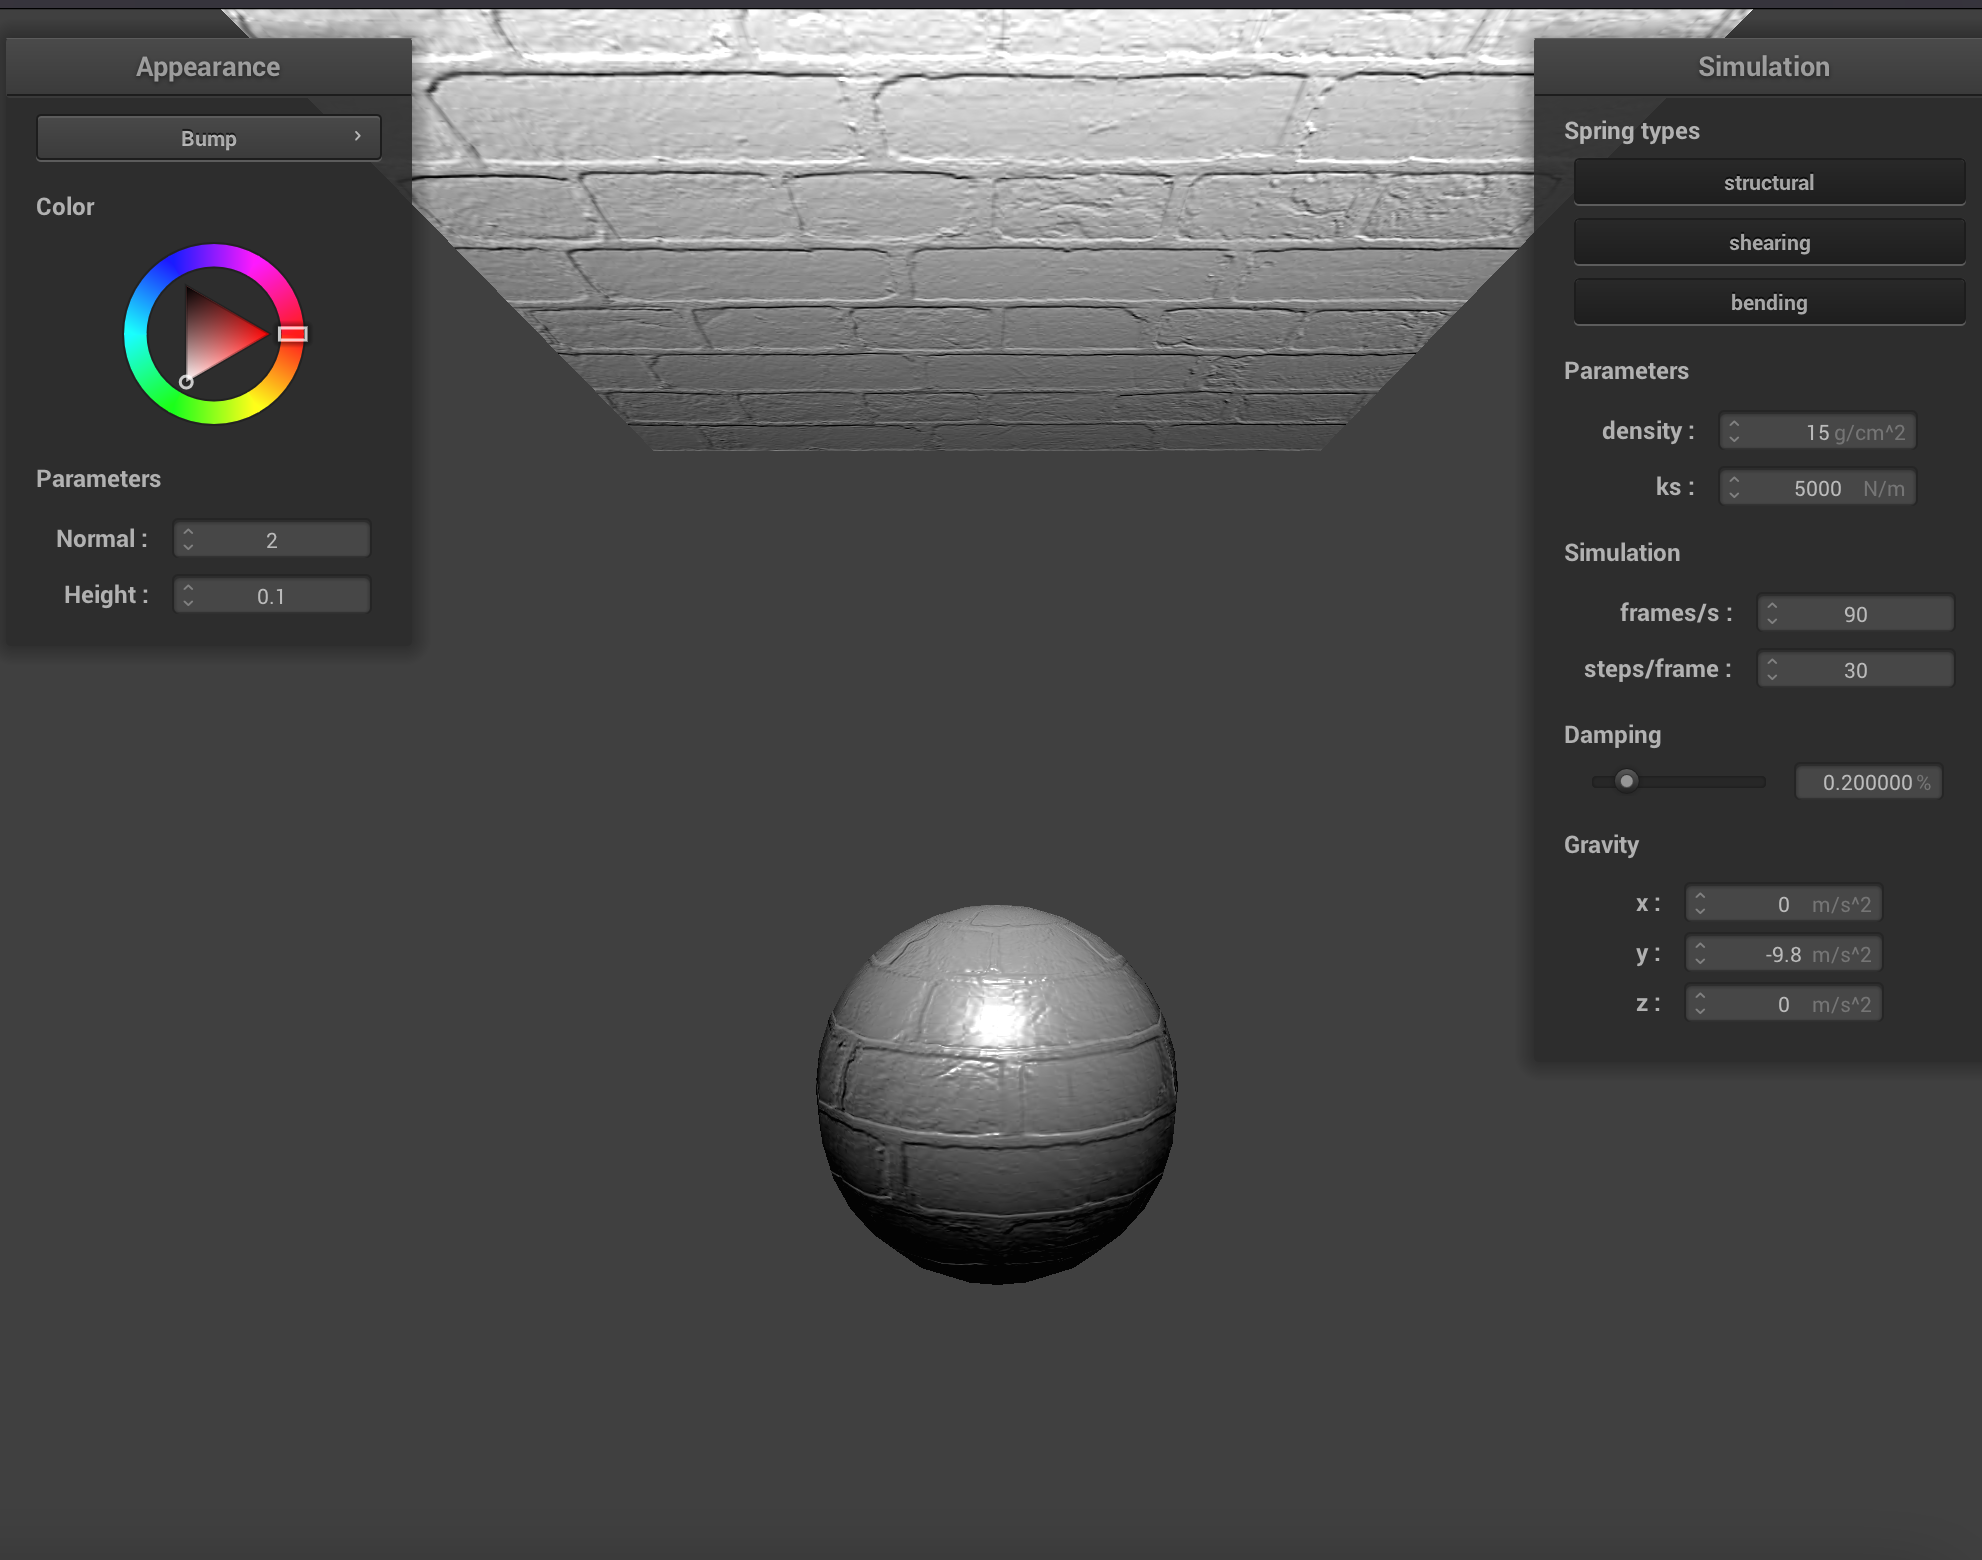 Appearance
Bump
Color
Parameters
Normal :
2
Height :
0.1
Simulation
Spring types
structural
shearing
bending
Parameters
density :
15 g/cm^2
ks :
5000 N/m
Simulation
frames/s :
90
steps/frame :
30
Damping
0.200000 %
Gravity
x :
0 m/s^2
y :
-9.8 m/s^2
z :
0 m/s^2